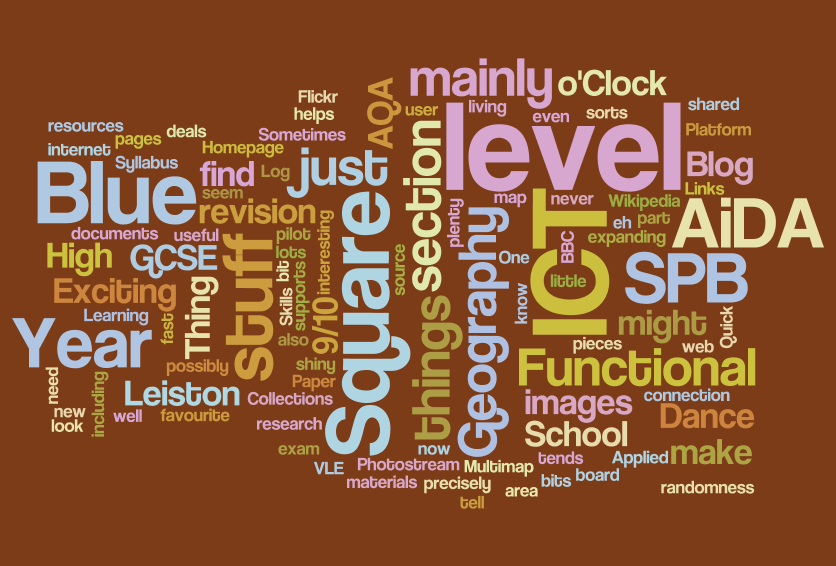 mainly
o'Clock
Flickr
helps
AQA
user
living
even
sorts
shared
level
resources
internet
pages
deals
Sometimes
Homepage
Syllabus
Platform
Blog
Links
Blue
find
Log
just
seem
revision
section
map
never
Wikipedia
plenty
eh
part
expanding
AiDA
documents
useful
pilot
lots
supports
bit
Skills
also
interesting
9/10
Square
source
Geography
One
know
ICT
BBC
little
SPB
High
GCSE
stuff
Exciting
Thing
Learning
fast
Year
things
might
Quick
web
pieces
Functional
possibly
shiny
Paper
Leiston
Collections
need
including
new
look
well
favourite
research
exam
images
connection
Dance
School
now
VLE
Photostream
Multimap
tends
Applied
make
materials
precisely
area
bits
board
randomness
tell